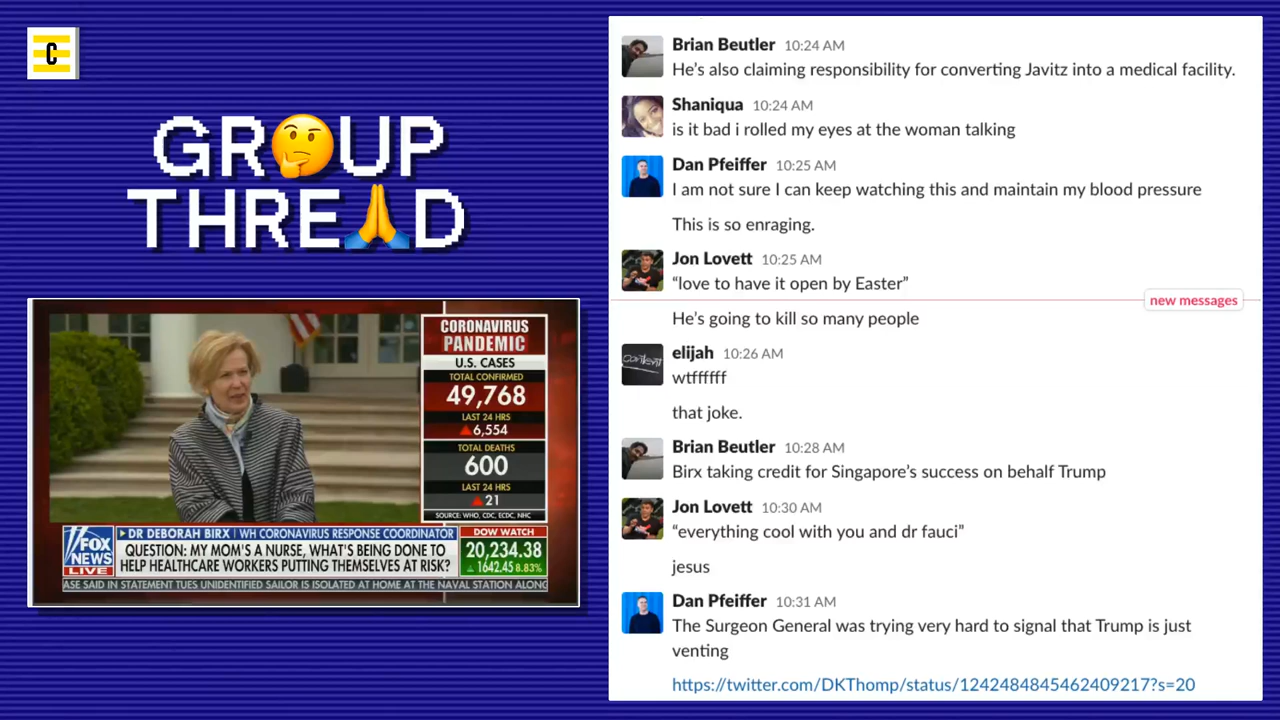 C
GR🤔UP
THRE🙏D
CORONAVIRUS
PANDEMIC
U.S. CASES
TOTAL CONFIRMED
49,768
LAST 24 HRS
▲6,554
TOTAL DEATHS
600
LAST 24 HRS
▲21
SOURCE: WHO, CDC, ECDC, NHC
FOX
NEWS
LIVE
▶DR DEBORAH BIRX | WH CORONAVIRUS RESPONSE COORDINATOR
QUESTION: MY MOM'S A NURSE, WHAT'S BEING DONE TO
HELP HEALTHCARE WORKERS PUTTING THEMSELVES AT RISK?
DOW WATCH
20,234.38
▲1642.45 8.83%
ASE SAID IN STATEMENT TUES UNIDENTIFIED SAILOR IS ISOLATED AT HOME AT THE NAVAL STATION ALONG
Brian Beutler 10:24 AM
He's also claiming responsibility for converting Javitz into a medical facility.
Shaniqua 10:24 AM
is it bad i rolled my eyes at the woman talking
Dan Pfeiffer 10:25 AM
I am not sure I can keep watching this and maintain my blood pressure
This is so enraging.
Jon Lovett 10:25 AM
“love to have it open by Easter”
new messages
He's going to kill so many people
elijah 10:26 AM
content
wtffffff
that joke.
Brian Beutler 10:28 AM
Birx taking credit for Singapore's success on behalf Trump
Jon Lovett 10:30 AM
“everything cool with you and dr fauci”
jesus
Dan Pfeiffer 10:31 AM
The Surgeon General was trying very hard to signal that Trump is just
venting
https://twitter.com/DKThomp/status/1242484845462409217?s=20